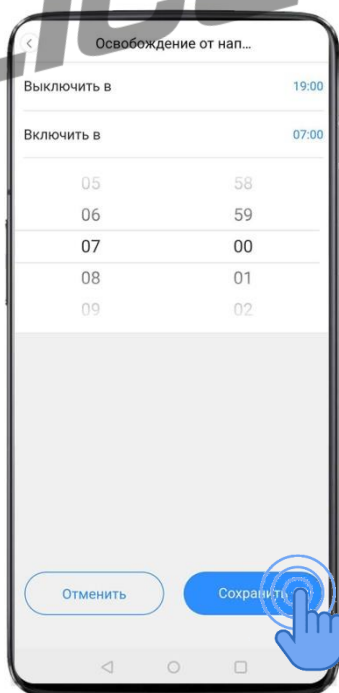 Освобождение от нап...
Выключить в 19:00
Включить в 07:00
05 58
06 59
07 00
08 01
09 02
Отменить
Сохранить